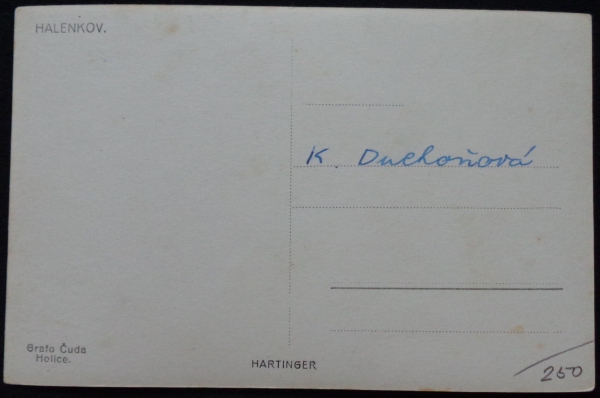 HALENKOV.
K. Duchoňová
Grafo Čuda
Holice.
HARTINGER
250